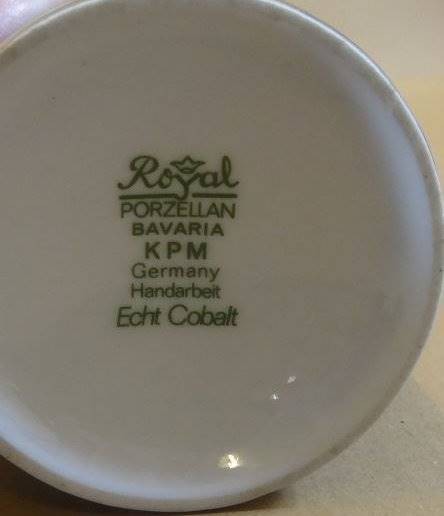 Royal
PORZELLAN
BAVARIA
KPM
Germany
Handarbeit
Echt Cobalt